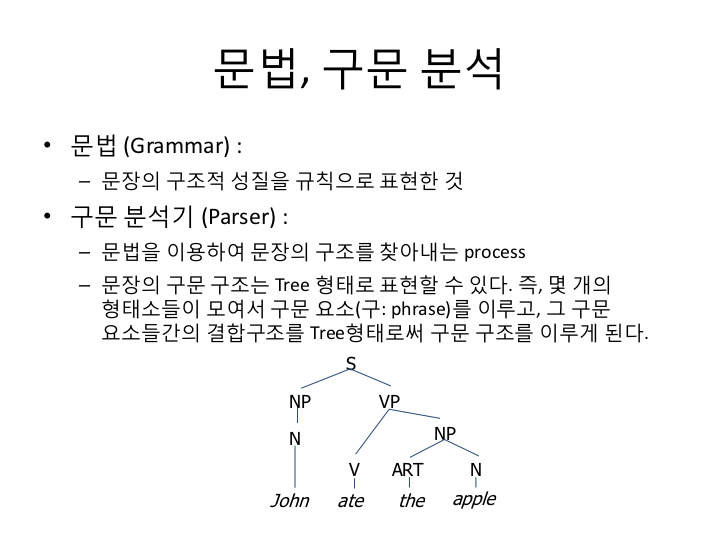 문법, 구문 분석
• 문법 (Grammar) :
– 문장의 구조적 성질을 규칙으로 표현한 것
• 구문 분석기 (Parser) :
– 문법을 이용하여 문장의 구조를 찾아내는 process
– 문장의 구문 구조는 Tree 형태로 표현할 수 있다. 즉, 몇 개의
형태소들이 모여서 구문 요소(구: phrase)를 이루고, 그 구문
요소들간의 결합구조를 Tree형태로써 구문 구조를 이루게 된다.
S
NP VP
N NP
V ART N
John ate the apple